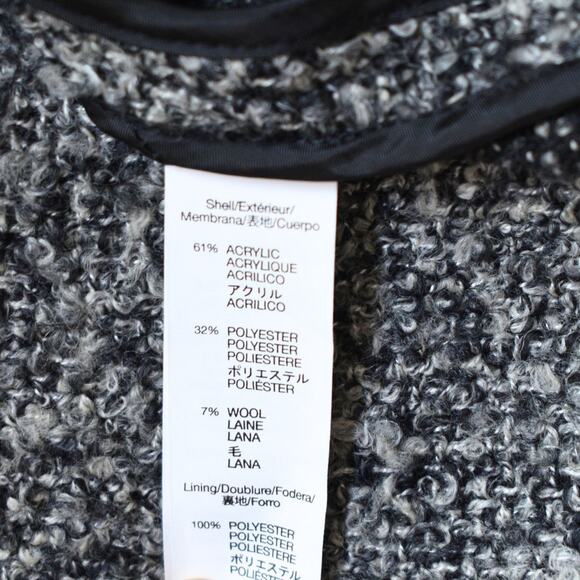 Shell/Extérieur/
Membrana/表地/Cuerpo
61% ACRYLIC
ACRYLIQUE
ACRILICO
アクリル
ACRILICO
32% POLYESTER
POLYESTER
POLIESTERE
ポリエステル
POLIÉSTER
7% WOOL
LAINE
LANA
毛
LANA
Lining/Doublure/Fodera/
裏地/Forro
100% POLYESTER
POLYESTER
POLIESTERE
ポリエステル
POLIÉSTER